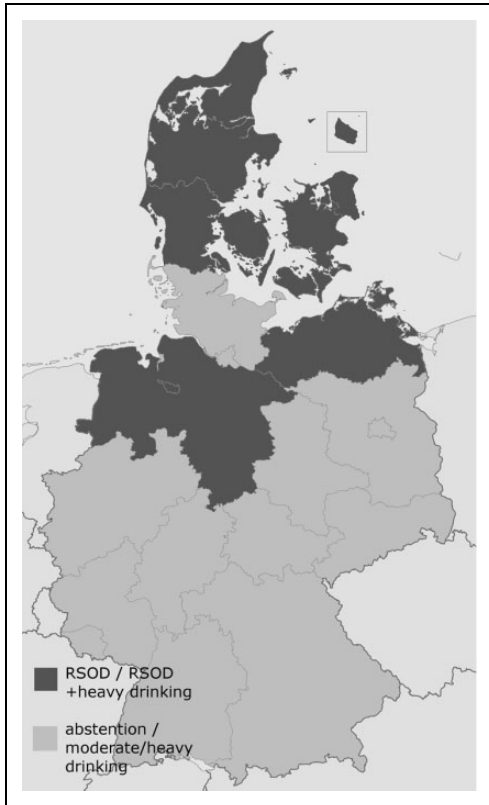 RSOD / RSOD
+heavy drinking
abstention /
moderate/heavy
drinking